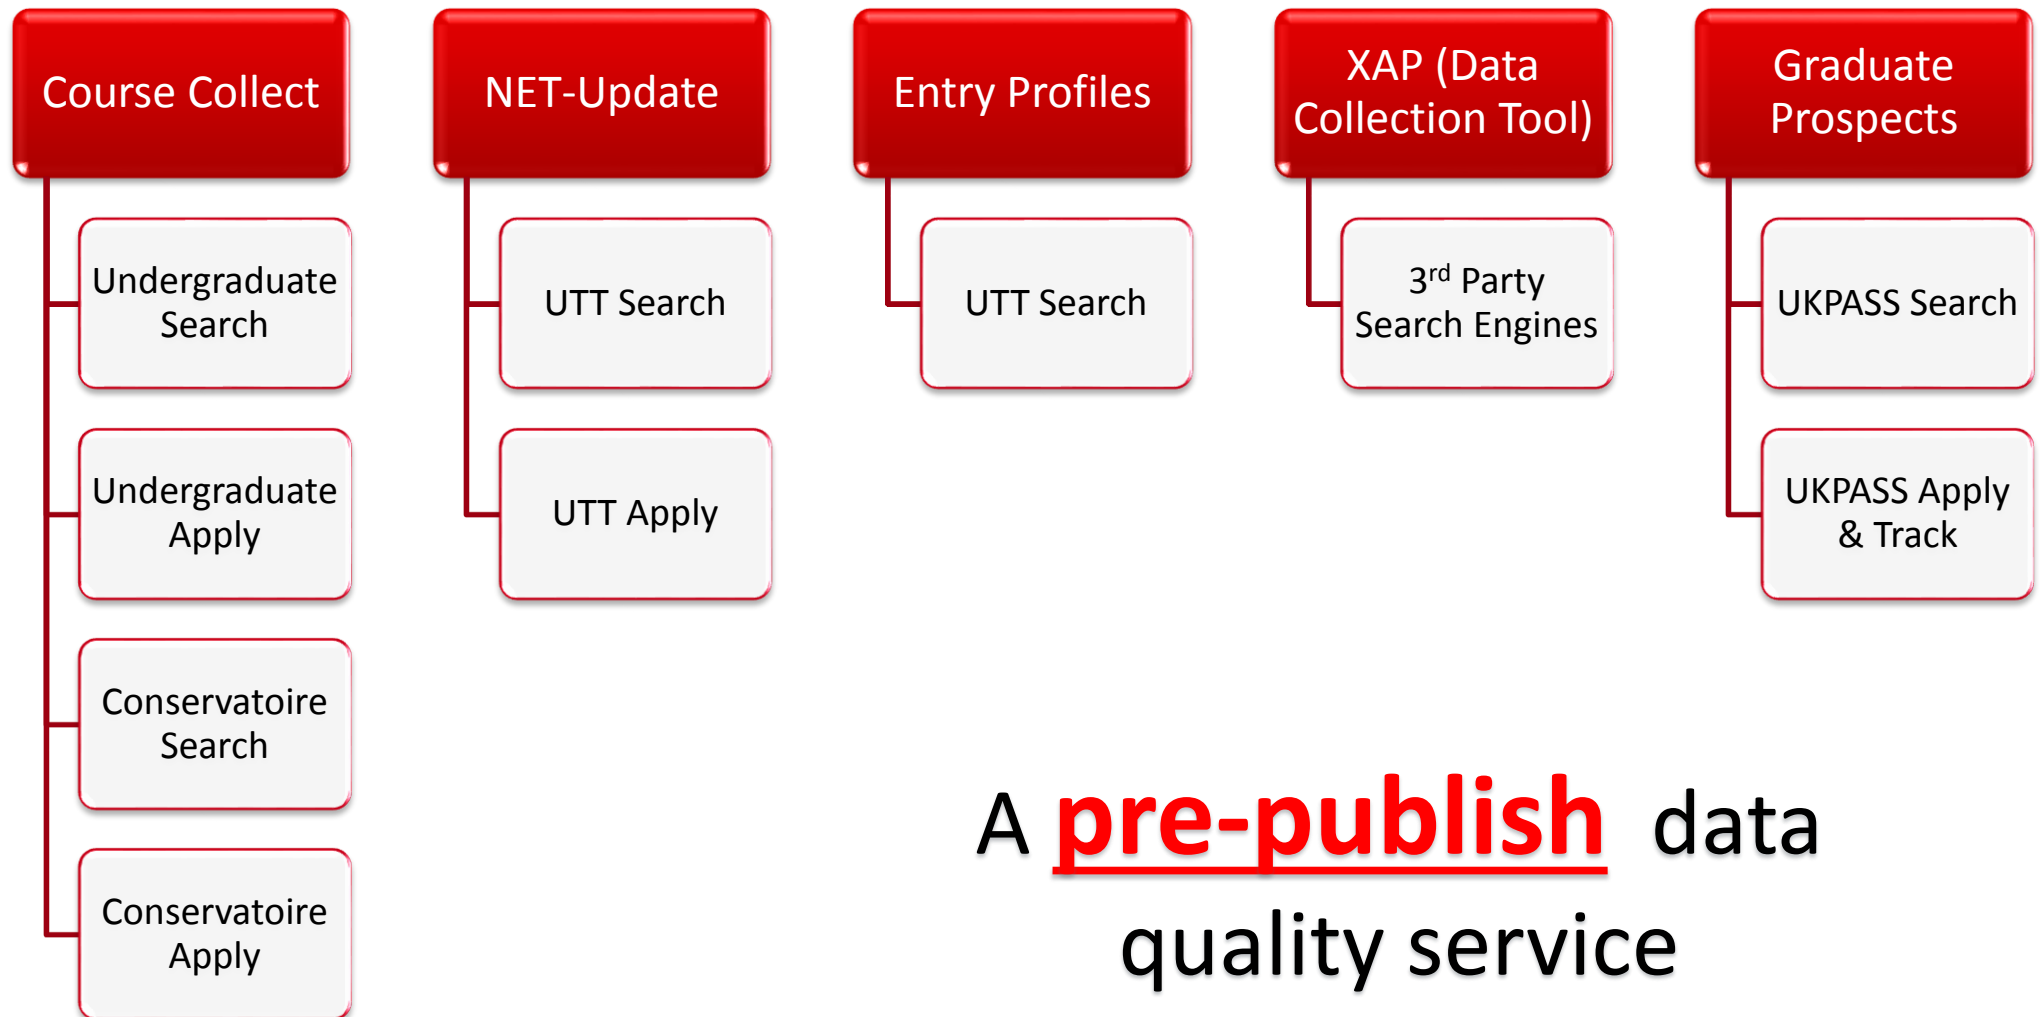 Course Collect
Undergraduate
Search
Undergraduate
Apply
Conservatoire
Search
Conservatoire
Apply
NET-Update
UTT Search
UTT Apply
Entry Profiles
UTT Search
XAP (Data
Collection Tool)
3rd Party
Search Engines
Graduate
Prospects
UKPASS Search
UKPASS Apply
& Track
A pre-publish data
quality service